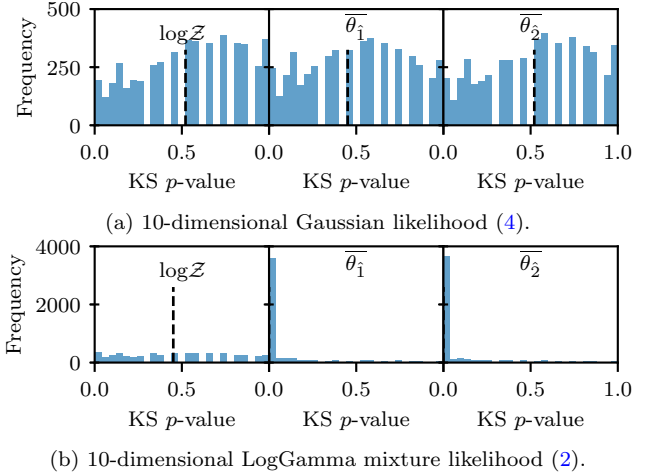 500
250
0
Frequency
log𝒵
θ̅₁̂
θ̅₂̂
0.0 0.5 0.0 0.5 0.0 0.5 1.0
KS p-value KS p-value KS p-value
(a) 10-dimensional Gaussian likelihood (4).
4000
2000
0
Frequency
log𝒵
θ̅₁̂
θ̅₂̂
0.0 0.5 0.0 0.5 0.0 0.5 1.0
KS p-value KS p-value KS p-value
(b) 10-dimensional LogGamma mixture likelihood (2).